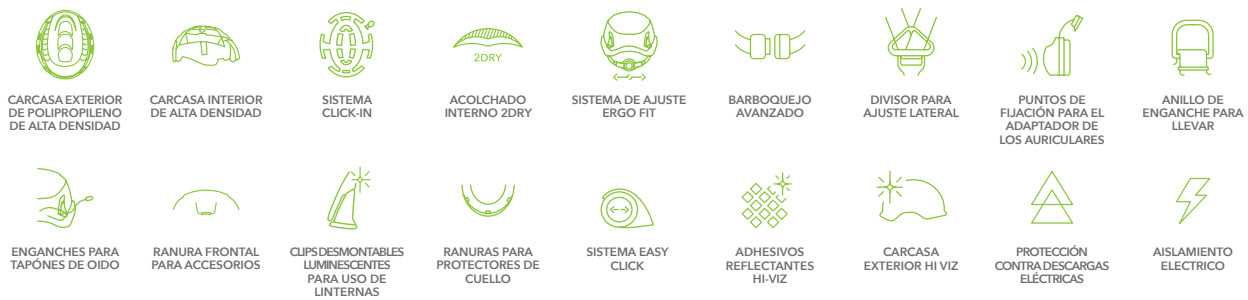 2DRY
CARCASA EXTERIOR
DE POLIPROPILENO
DE ALTA DENSIDAD
CARCASA INTERIOR
DE ALTA DENSIDAD
SISTEMA
CLICK-IN
ACOLCHADO
INTERNO 2DRY
SISTEMA DE AJUSTE
ERGO FIT
BARBOQUEJO
AVANZADO
DIVISOR PARA
AJUSTE LATERAL
PUNTOS DE
FIJACIÓN PARA EL
ADAPTADOR DE
LOS AURICULARES
ANILLO DE
ENGANCHE PARA
LLEVAR
ENGANCHES PARA
TAPÓNES DE OIDO
RANURA FRONTAL
PARA ACCESORIOS
CLIPS DESMONTABLES
LUMINESCENTES
PARA USO DE
LINTERNAS
RANURAS PARA
PROTECTORES DE
CUELLO
SISTEMA EASY
CLICK
ADHESIVOS
REFLECTANTES
HI-VIZ
CARCASA
EXTERIOR HI VIZ
PROTECCIÓN
CONTRA DESCARGAS
ELÉCTRICAS
AISLAMIENTO
ELECTRICO